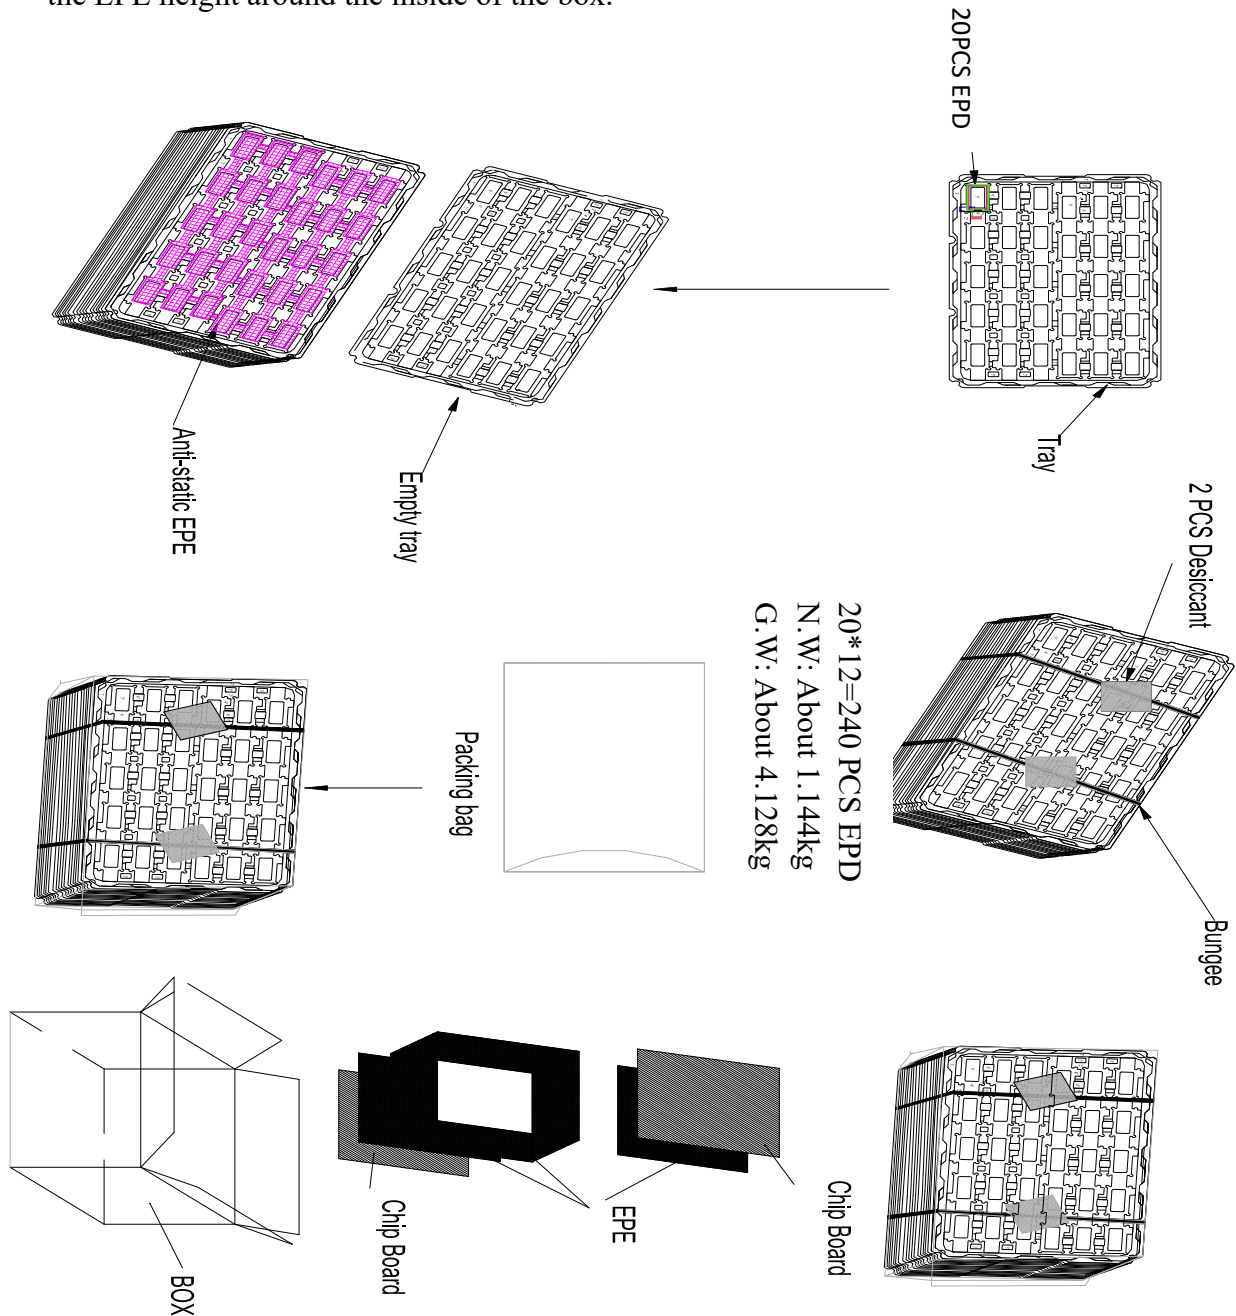 the EPE height around the inside of the box.
20PCS EPD
Tray
Empty tray
Anti-static EPE
2 PCS Desiccant
Bungee
20*12=240 PCS EPD
N.W: About 1.144kg
G.W: About 4.128kg
Packing bag
Chip Board
EPE
Chip Board
BOX